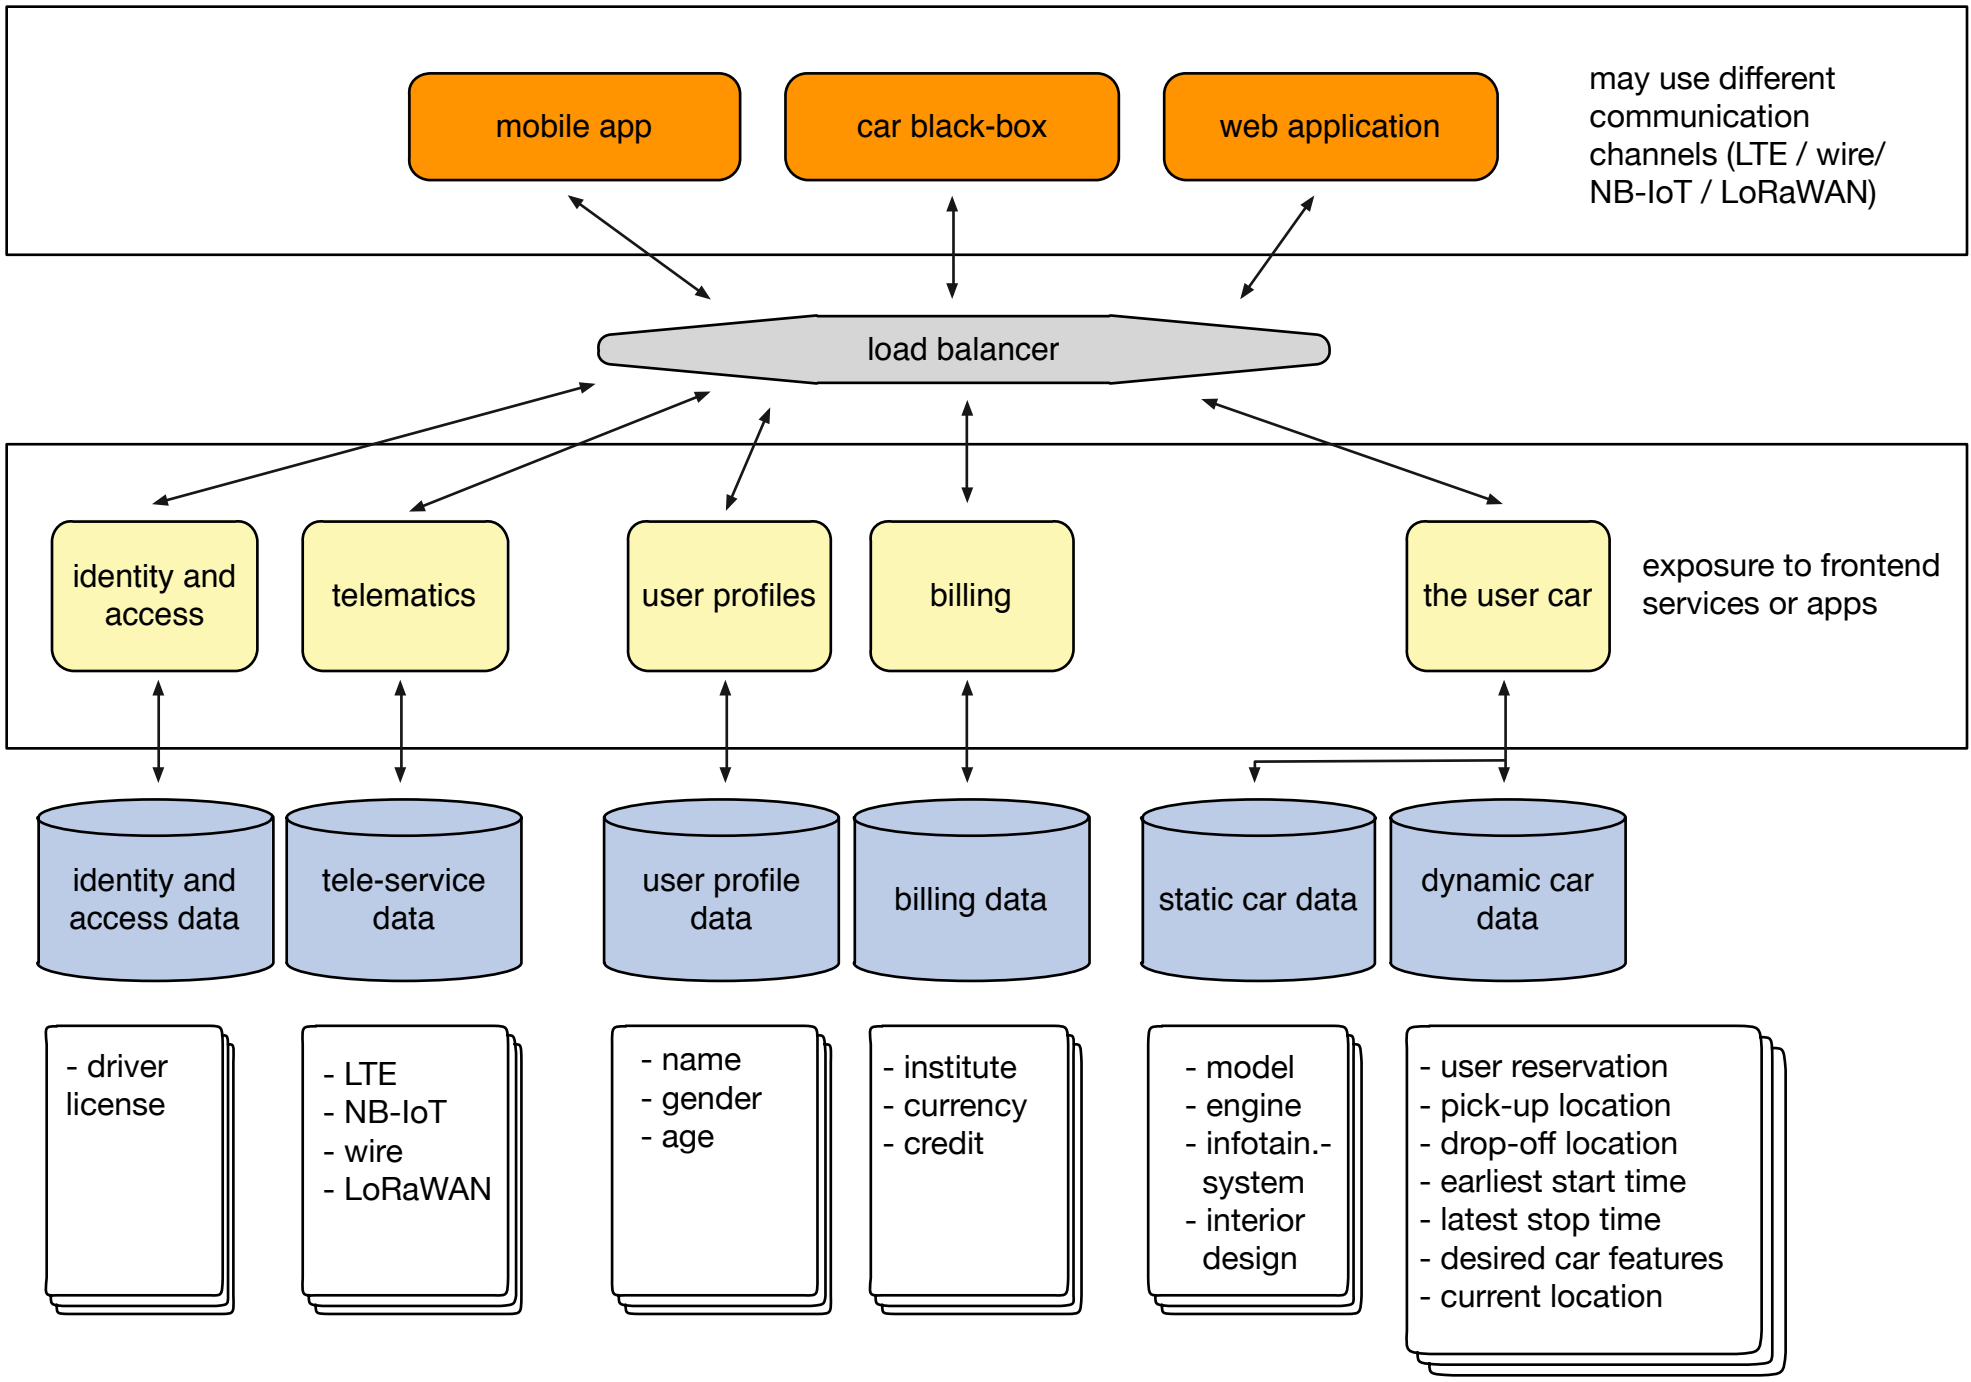 mobile app
car black-box
web application
may use different
communication
channels (LTE / wire/
NB-IoT / LoRaWAN)
load balancer
identity and
access
telematics
user profiles
billing
the user car
exposure to frontend
services or apps
identity and
access data
tele-service
data
user profile
data
billing data
static car data
dynamic car
data
- driver
license
- LTE
- NB-IoT
- wire
- LoRaWAN
- name
- gender
- age
- institute
- currency
- credit
- model
- engine
- infotain.-
system
- interior
design
- user reservation
- pick-up location
- drop-off location
- earliest start time
- latest stop time
- desired car features
- current location